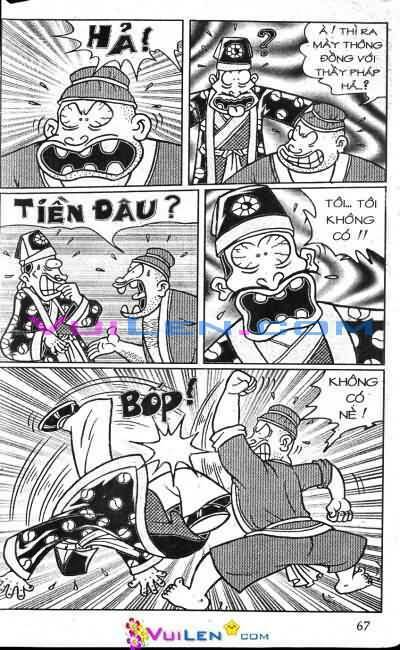 HẢ!
?
À! THÌ RA
MÀY THÔNG
ĐỒNG VỚI
THẦY PHÁP
HẢ..?
TIỀN ĐÂU?
TÔI... TÔI
KHÔNG
CÓ !!
VuiLen.com
BỐP!
KHÔNG
CÓ
NÈ!
67
VuiLen.com